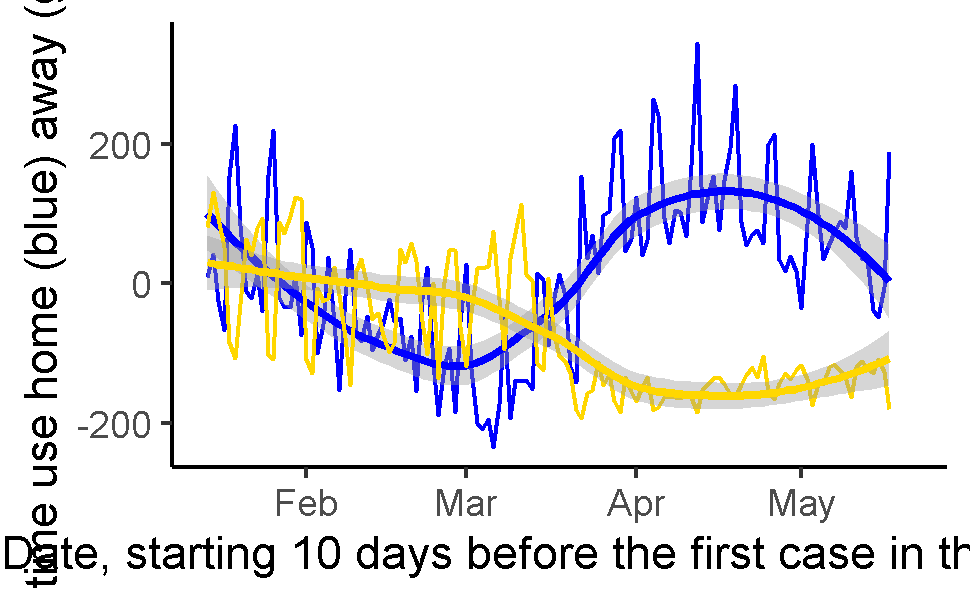 time use home (blue) away (
200
0
-200
Feb Mar Apr May
Date, starting 10 days before the first case in th